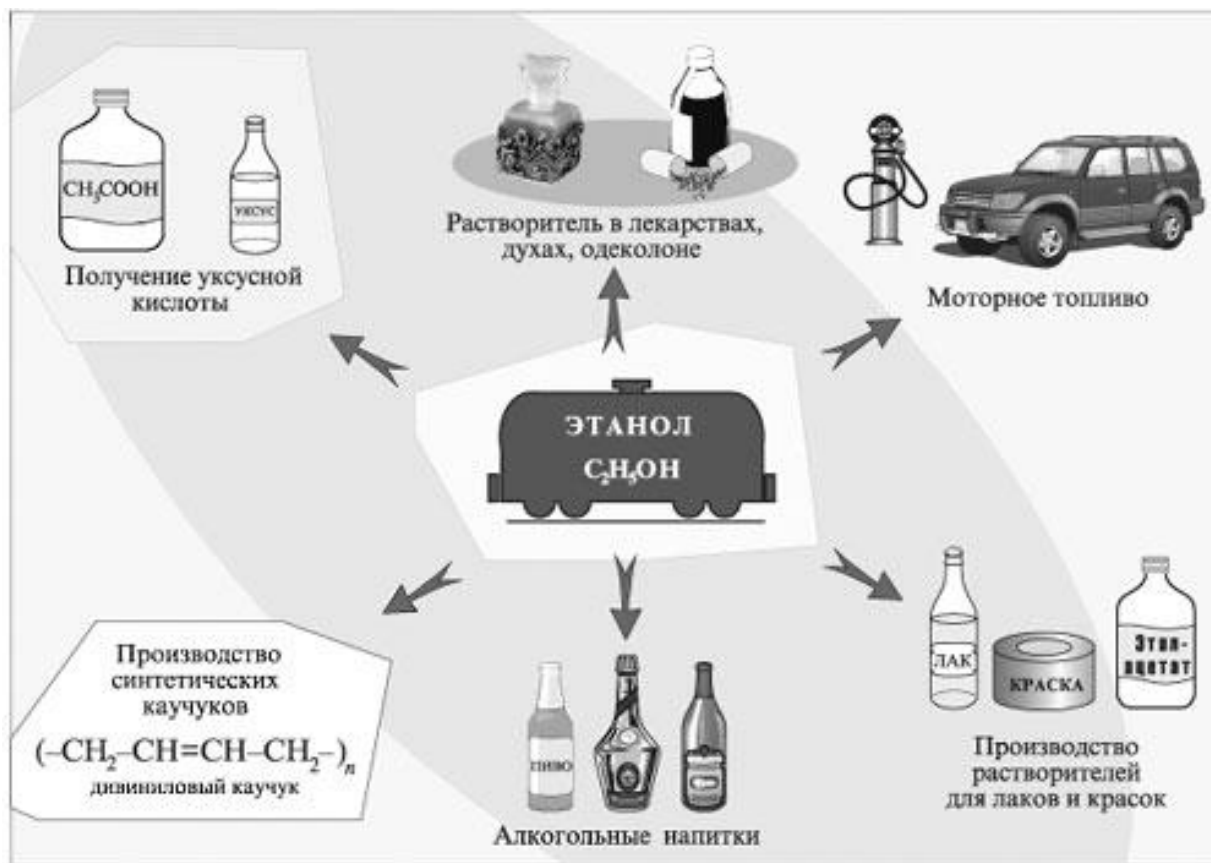 CH₃COOH
УКСУС
Получение уксусной
кислоты
Растворитель в лекарствах,
духах, одеколоне
Моторное топливо
ЭТАНОЛ
C₂H₅OH
Производство
синтетических
каучуков
(–CH₂–CH=CH–CH₂–)ₙ
дивиниловый каучук
ПИВО
Алкогольные напитки
ЛАК
КРАСКА
Этил-
ацетат
Производство
растворителей
для лаков и красок